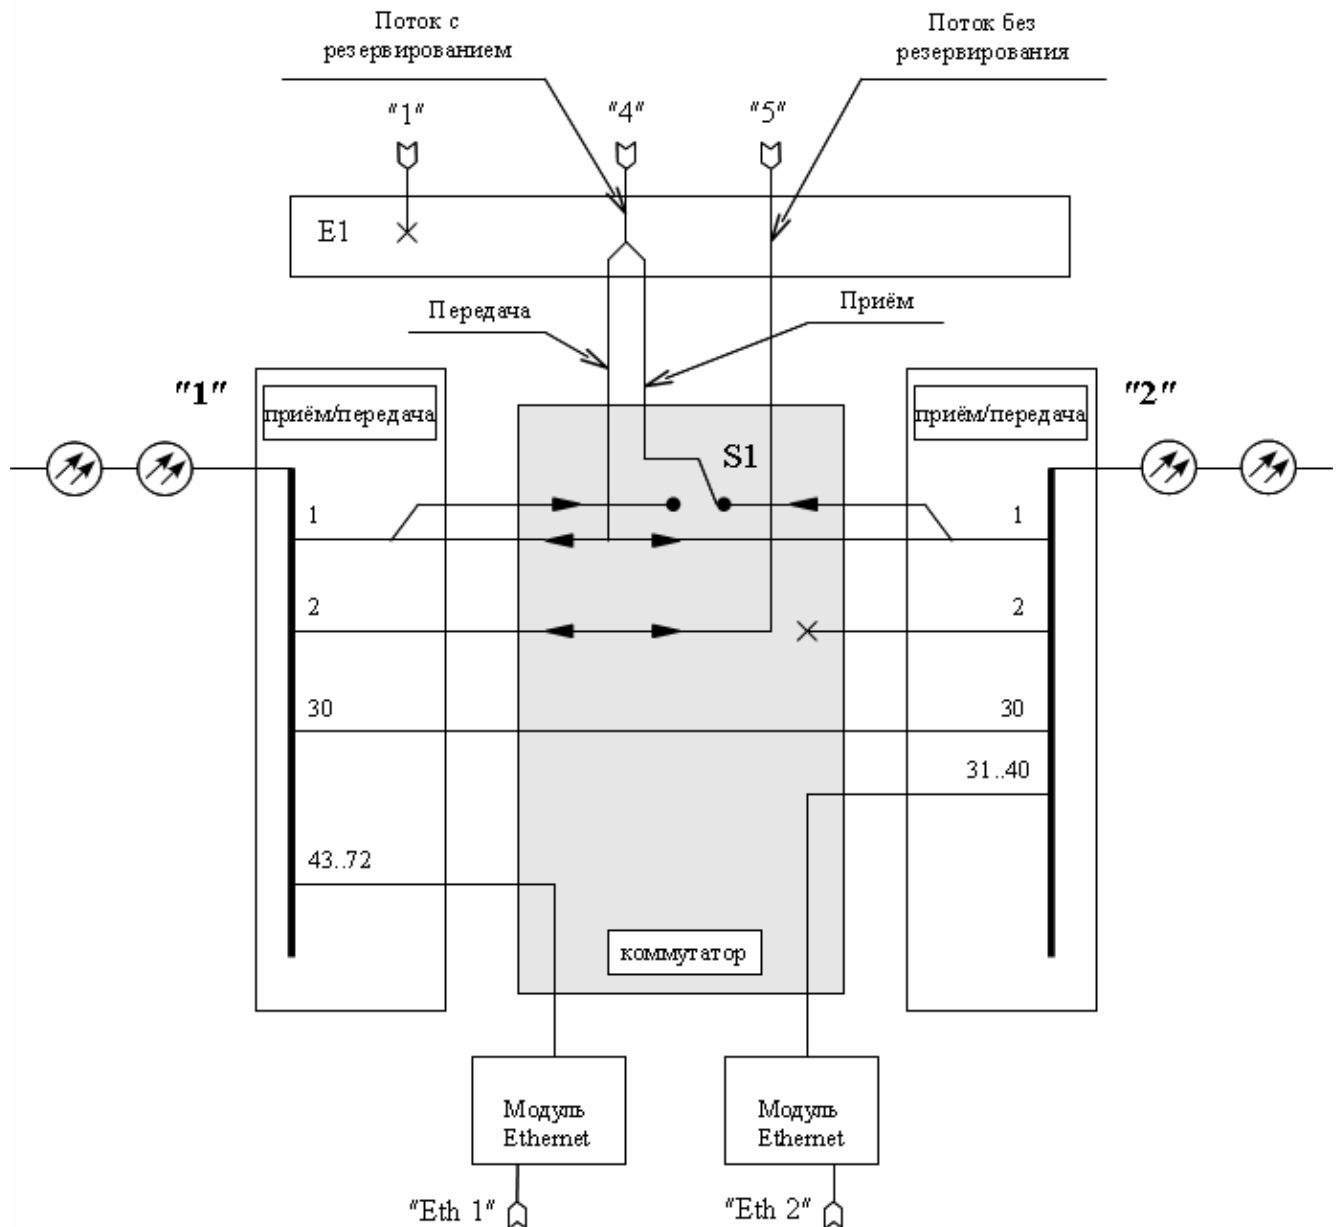 Поток с
резервированием
Поток без
резервирования
"1"
"4"
"5"
E1
Передача
Приём
"1"
"2"
приём/передача
приём/передача
S1
1
1
2
2
30
30
31..40
43..72
коммутатор
Модуль
Ethernet
Модуль
Ethernet
"Eth 1"
"Eth 2"